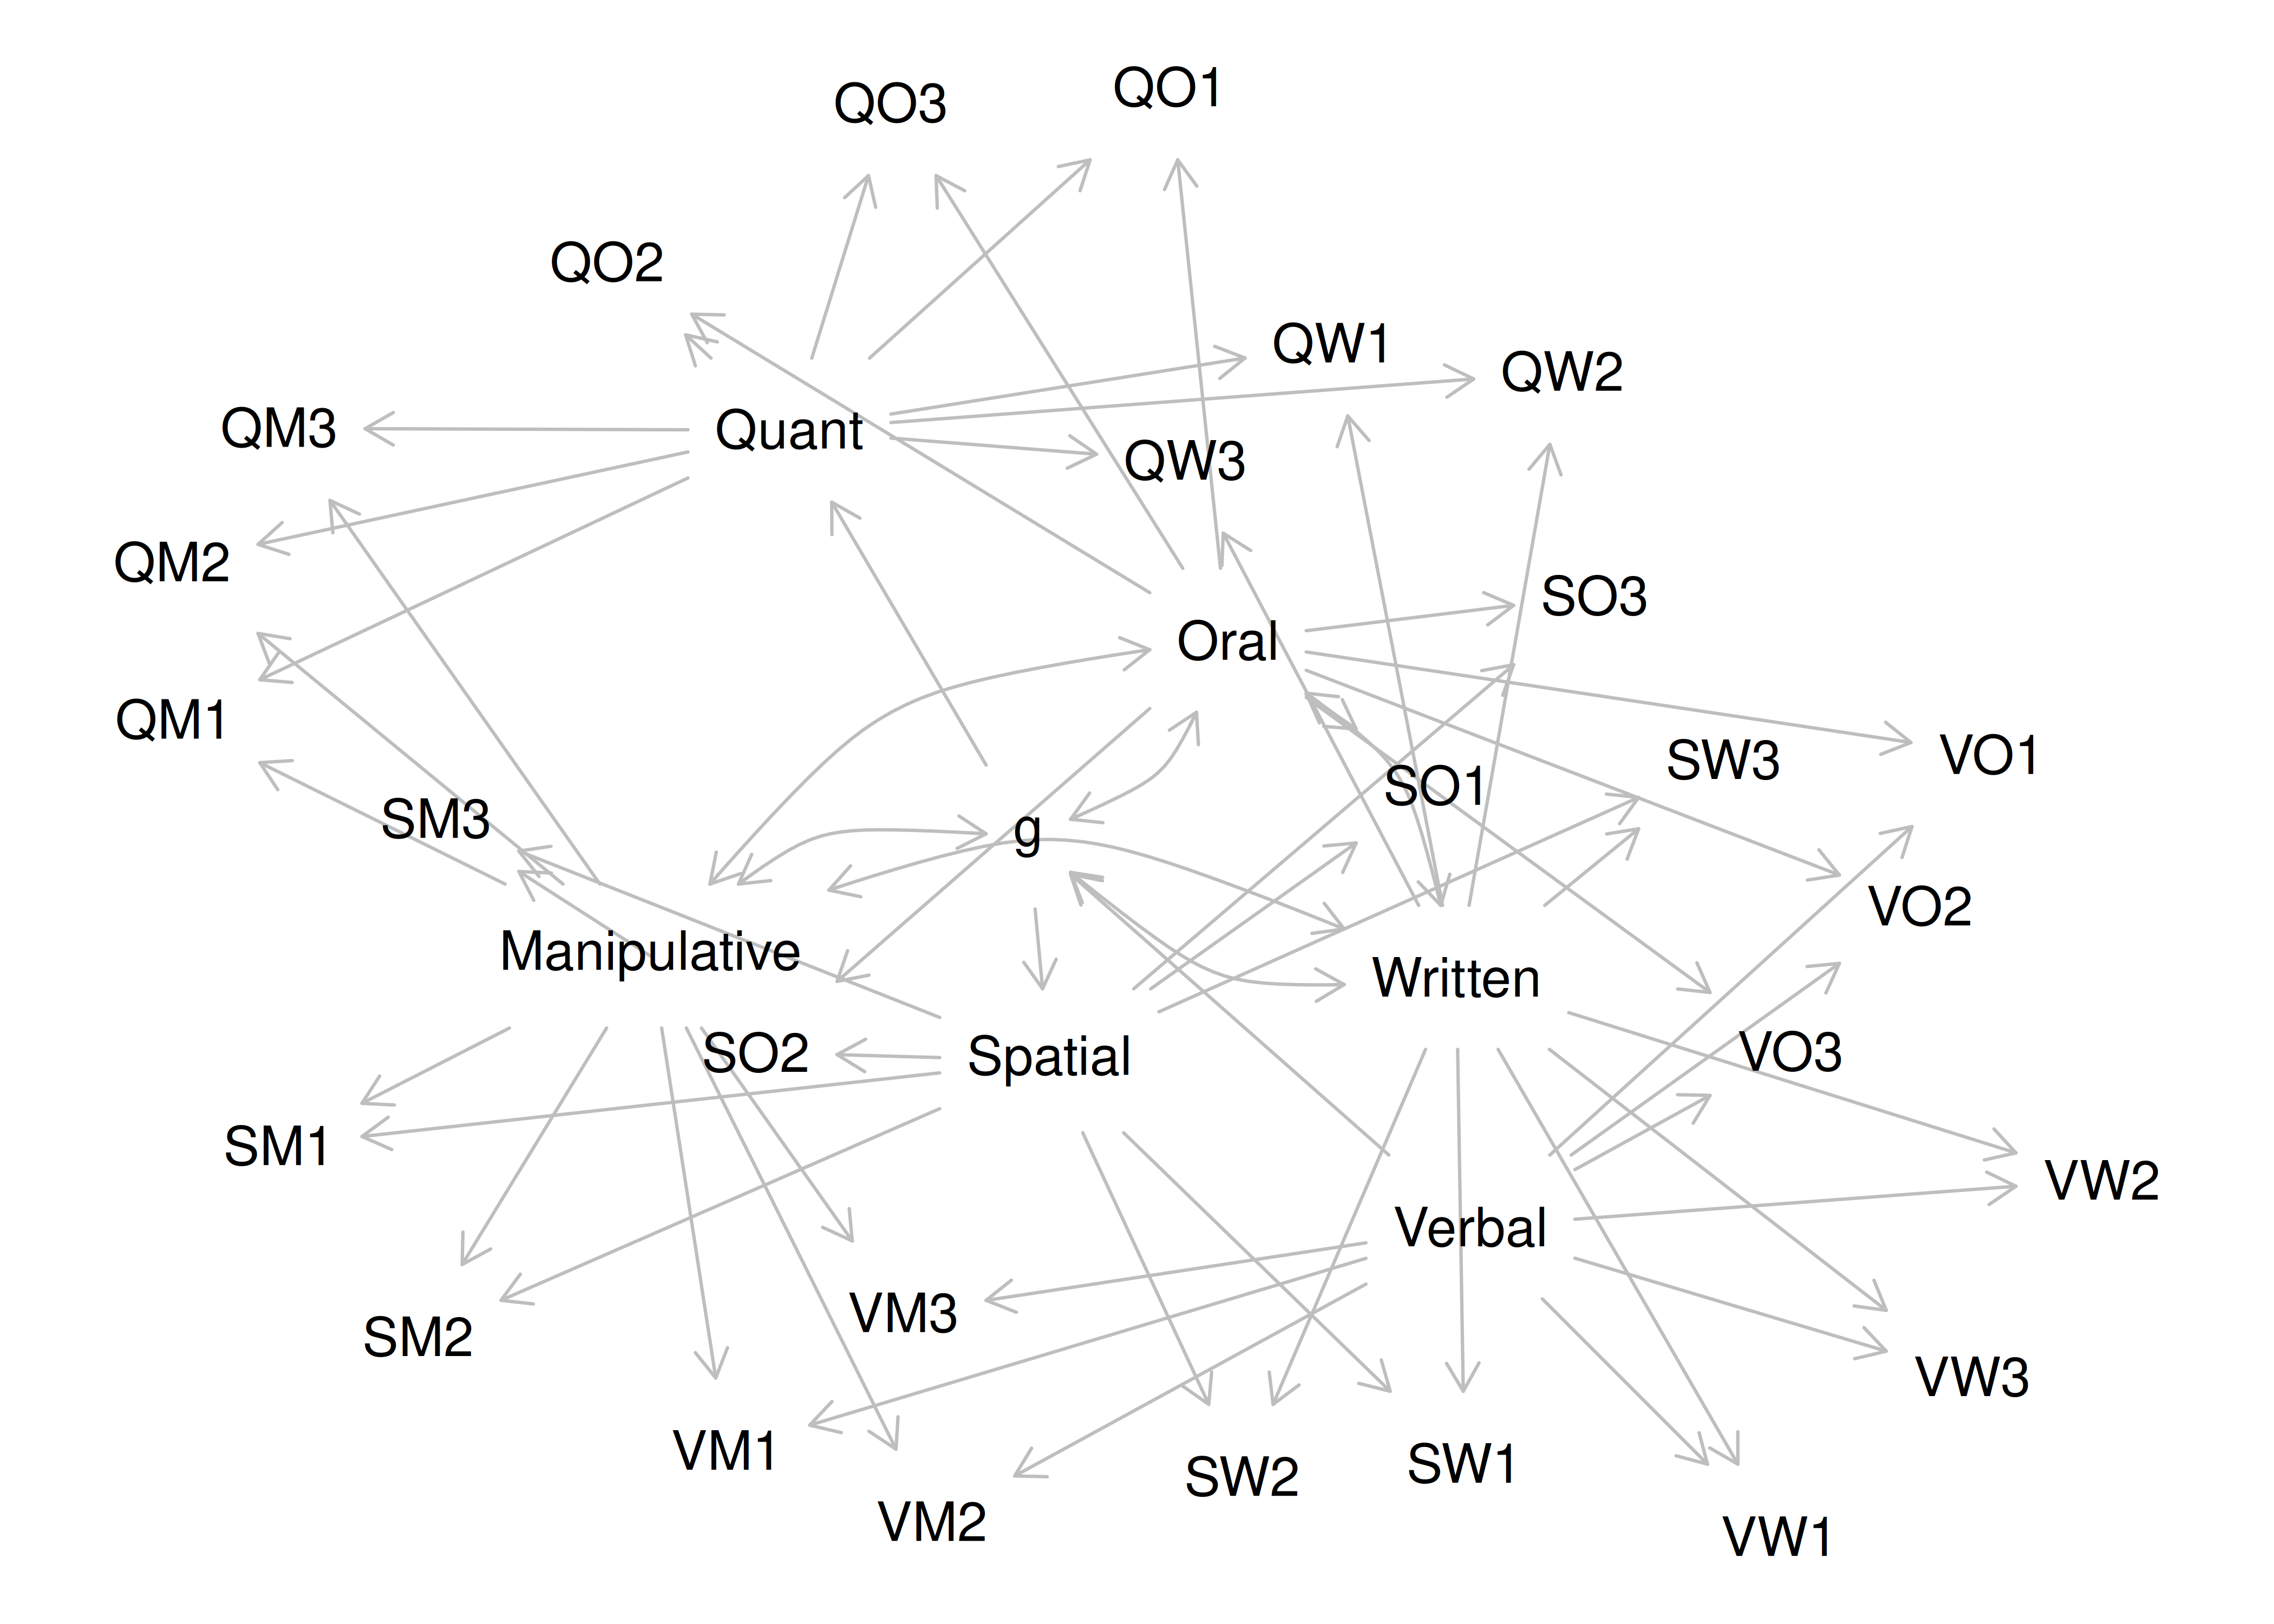 QO1
QO3
QO2
QW1
QW2
QM3
Quant
QW3
QM2
SO3
Oral
QM1
VO1
SW3
SO1
SM3
g
VO2
Manipulative
Written
SO2
Spatial
VO3
SM1
VW2
Verbal
VM3
SM2
VW3
VM1
SW1
SW2
VM2
VW1